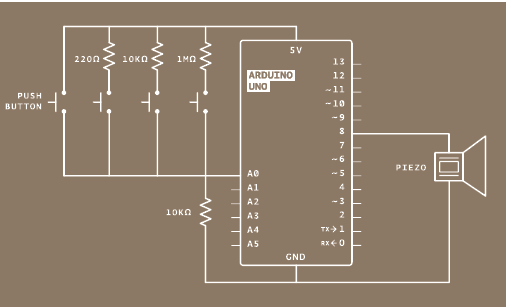 5V
220Ω 10KΩ 1MΩ
ARDUINO
UNO
PUSH
BUTTON
13
12
~11
~10
~9
8
7
~6
~5
4
~3
2
TX→1
RX←0
A0
A1
A2
A3
A4
A5
10KΩ
PIEZO
GND